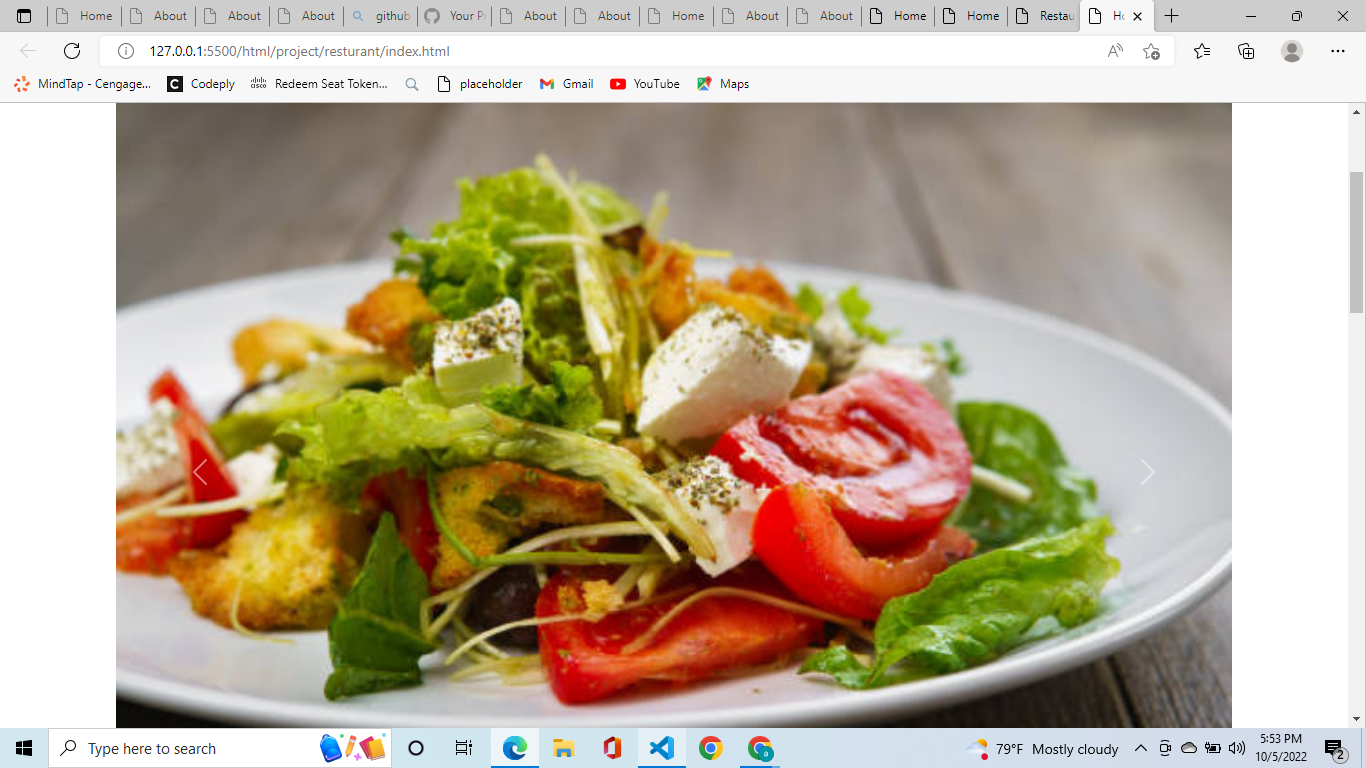 Home About About About github Your P About About Home About About Home Home Restau Ho
127.0.0.1:5500/html/project/resturant/index.html
MindTap - Cengage... C Codeply Redeem Seat Token... placeholder Gmail YouTube Maps
Type here to search 79°F Mostly cloudy 5:53 PM
10/5/2022 2